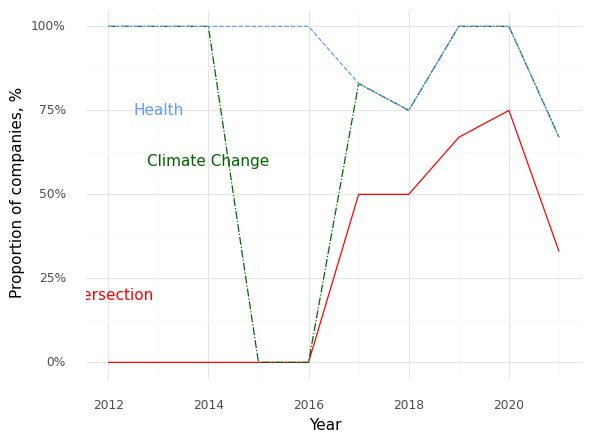 100%
Health
75%
Climate Change
50%
25%
ersection
0%
2012 2014 2016 2018 2020
Year
Proportion of companies, %